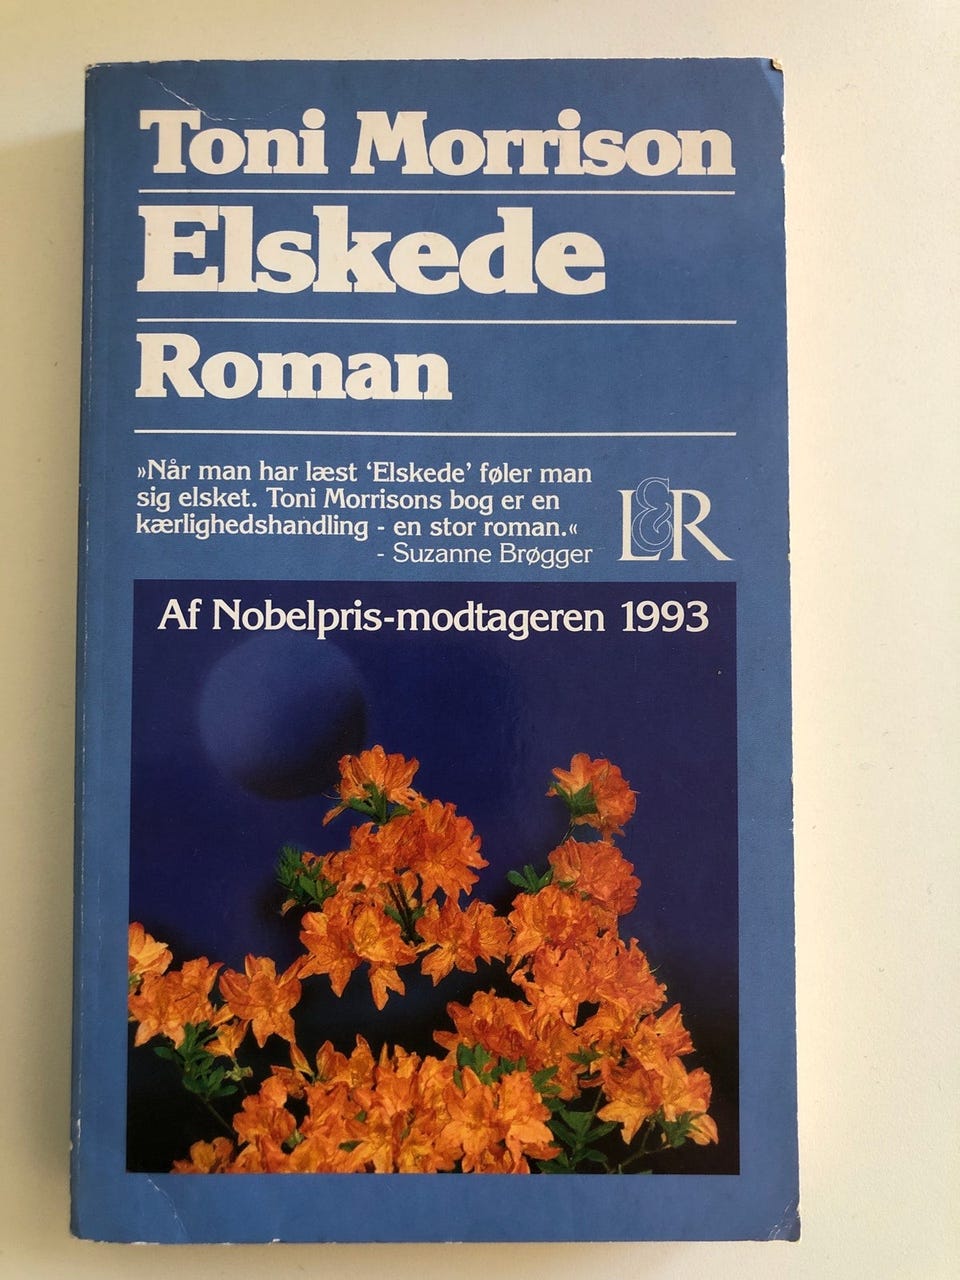 Toni Morrison
Elskede
Roman
»Når man har læst ‘Elskede’ føler man
sig elsket. Toni Morrisons bog er en
kærlighedshandling - en stor roman.«
- Suzanne Brøgger
L&R
Af Nobelpris-modtageren 1993